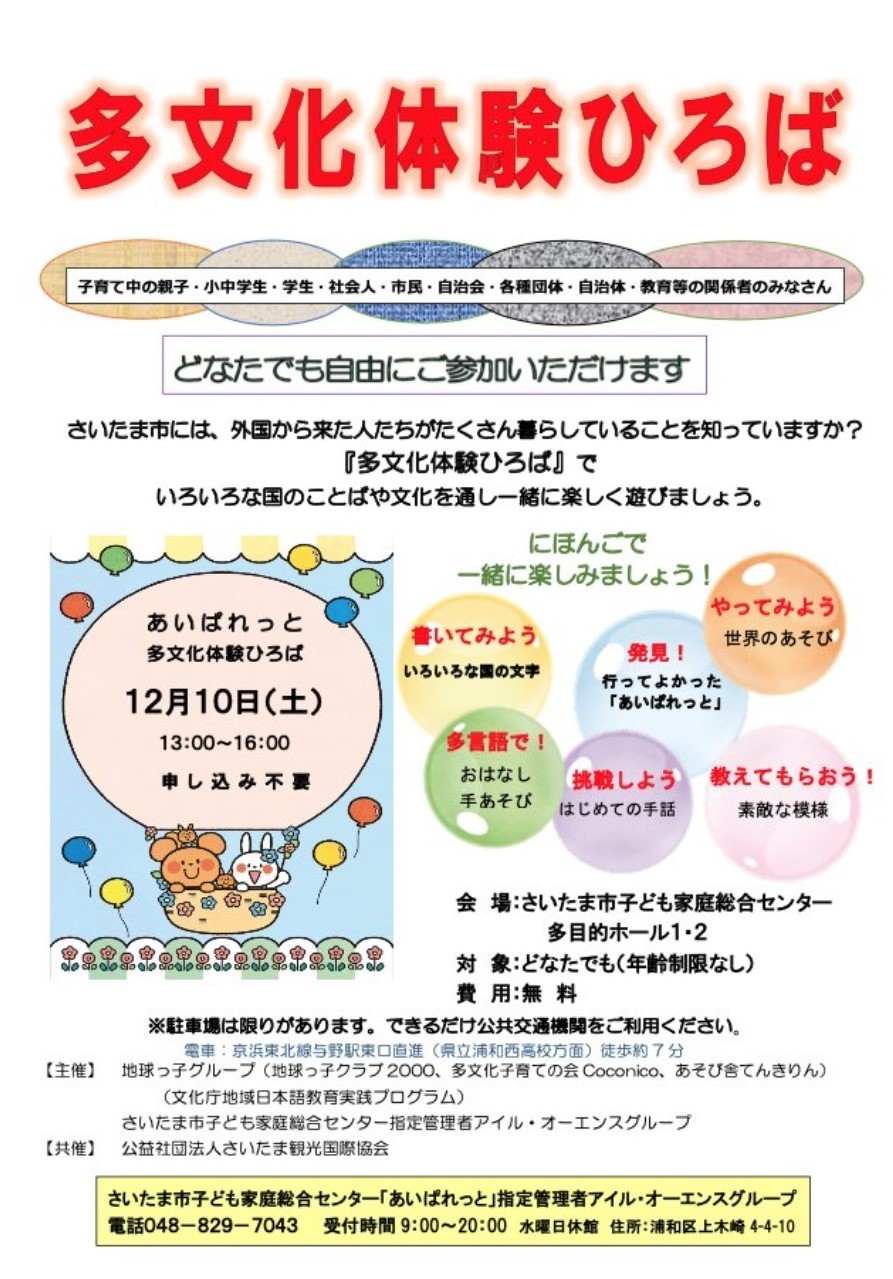 多文化体験ひろば
子育て中の親子・小中学生・学生・社会人・市民・自治会・各種団体・自治体・教育等の関係者のみなさん
どなたでも自由にご参加いただけます
さいたま市には、外国から来た人たちがたくさん暮らしていることを知っていますか？
『多文化体験ひろば』で
いろいろな国のことばや文化を通し一緒に楽しく遊びましょう。
あいぱれっと
多文化体験ひろば
12月10日（土）
13:00～16:00
申し込み不要
にほんごで
一緒に楽しみましょう！
書いてみよう
いろいろな国の文字
発見！
行ってよかった
「あいぱれっと」
やってみよう
世界のあそび
多言語で！
おはなし
手あそび
挑戦しよう
はじめての手話
教えてもらおう！
素敵な模様
会 場：さいたま市子ども家庭総合センター
多目的ホール1・2
対 象：どなたでも（年齢制限なし）
費 用：無 料
※駐車場は限りがあります。できるだけ公共交通機関をご利用ください。
電車：京浜東北線与野駅東口直進（県立浦和西高校方面）徒歩約７分
【主催】 地球っ子グループ（地球っ子クラブ2000、多文化子育ての会Coconico、あそび舎てんきりん）
（文化庁地域日本語教育実践プログラム）
さいたま市子ども家庭総合センター指定管理者アイル・オーエンスグループ
【共催】 公益社団法人さいたま観光国際協会
さいたま市子ども家庭総合センター「あいぱれっと」指定管理者アイル・オーエンスグループ
電話048－829－7043 受付時間 9:00～20:00 水曜日休館 住所：浦和区上木崎 4-4-10